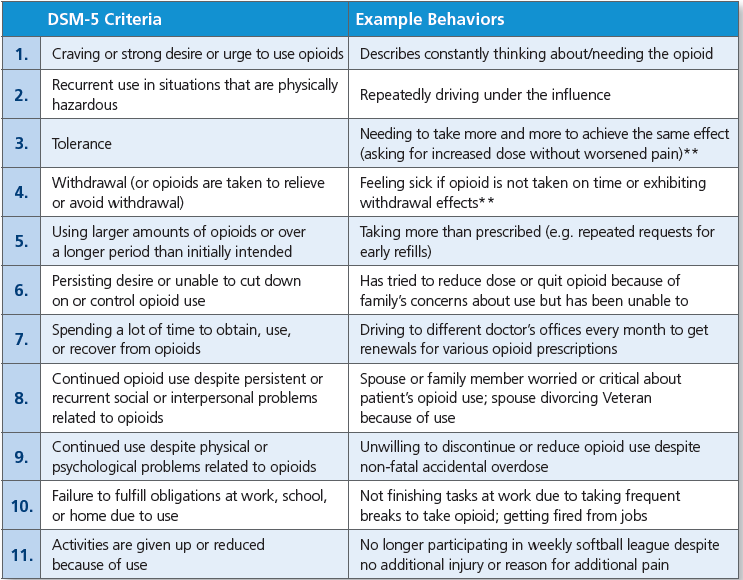 DSM-5 Criteria
Example Behaviors
1.
Craving or strong desire or urge to use opioids
Describes constantly thinking about/needing the opioid
2.
Recurrent use in situations that are physically
hazardous
Repeatedly driving under the influence
3.
Tolerance
Needing to take more and more to achieve the same effect
(asking for increased dose without worsened pain)**
4.
Withdrawal (or opioids are taken to relieve
or avoid withdrawal)
Feeling sick if opioid is not taken on time or exhibiting
withdrawal effects**
5.
Using larger amounts of opioids or over
a longer period than initially intended
Taking more than prescribed (e.g. repeated requests for
early refills)
6.
Persisting desire or unable to cut down
on or control opioid use
Has tried to reduce dose or quit opioid because of
family's concerns about use but has been unable to
7.
Spending a lot of time to obtain, use,
or recover from opioids
Driving to different doctor's offices every month to get
renewals for various opioid prescriptions
8.
Continued opioid use despite persistent or
recurrent social or interpersonal problems
related to opioids
Spouse or family member worried or critical about
patient's opioid use; spouse divorcing Veteran
because of use
9.
Continued use despite physical or
psychological problems related to opioids
Unwilling to discontinue or reduce opioid use despite
non-fatal accidental overdose
10.
Failure to fulfill obligations at work, school,
or home due to use
Not finishing tasks at work due to taking frequent
breaks to take opioid; getting fired from jobs
11.
Activities are given up or reduced
because of use
No longer participating in weekly softball league despite
no additional injury or reason for additional pain